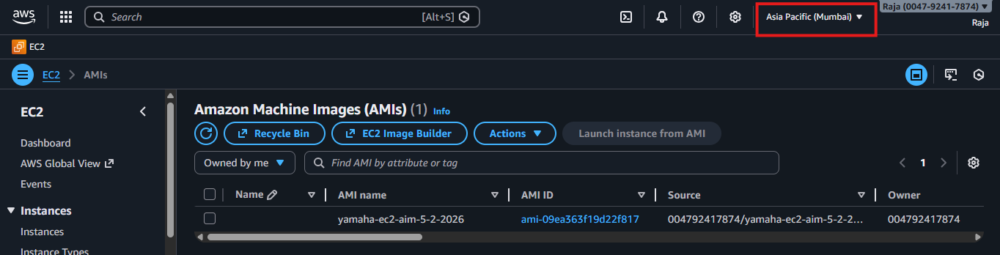 aws
Search [Alt+S]
Asia Pacific (Mumbai)
Raja (0047-9241-7874)
Raja
EC2
EC2 > AMIs
EC2
Dashboard
AWS Global View
Events
Instances
Instances
Instance Types
Amazon Machine Images (AMIs) (1) Info
Recycle Bin EC2 Image Builder Actions Launch instance from AMI
Owned by me Find AMI by attribute or tag 1
Name AMI name AMI ID Source Owner
yamaha-ec2-aim-5-2-2026 ami-09ea363f19d22f817 004792417874/yamaha-ec2-aim-5-2-2... 004792417874